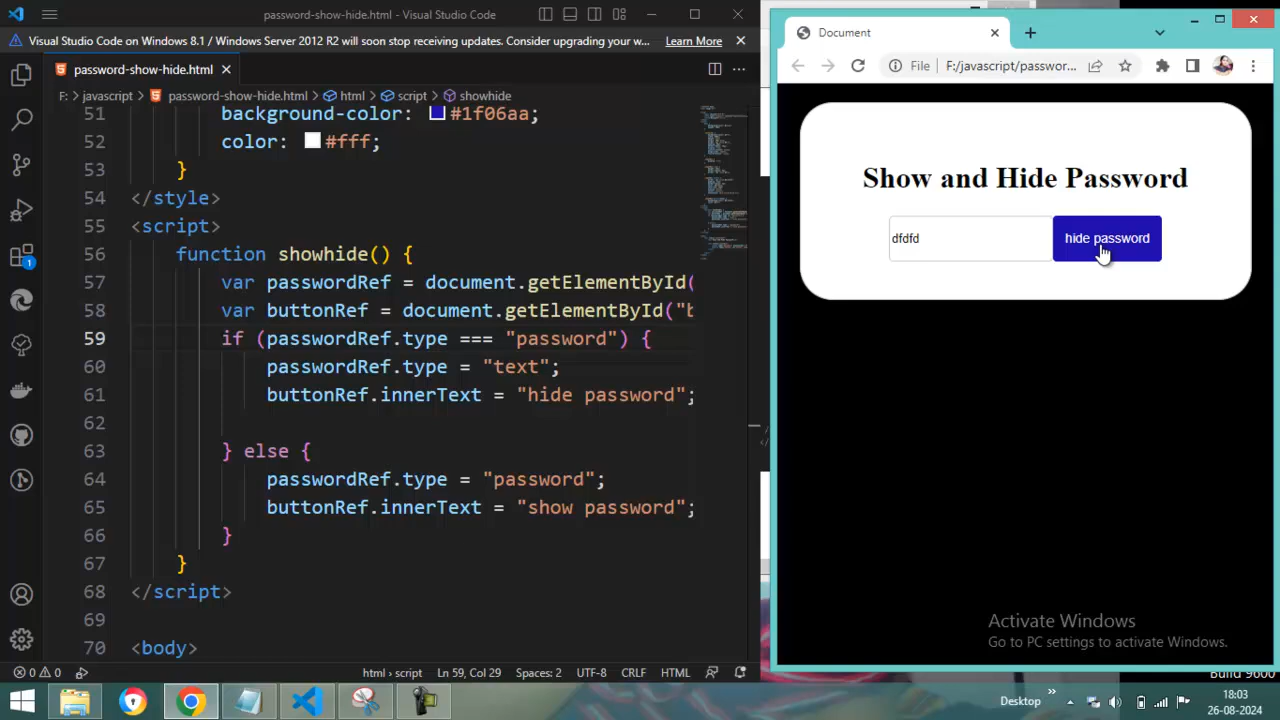 password-show-hide.html - Visual Studio Code
Visual Studio Code on Windows 8.1 / Windows Server 2012 R2 will soon stop receiving updates. Consider upgrading your w... Learn More
password-show-hide.html
F: > javascript > password-show-hide.html > html > script > showhide
51 background-color: #1f06aa;
52 color: #fff;
53 }
54 </style>
55 <script>
56 function showhide() {
57 var passwordRef = document.getElementById(
58 var buttonRef = document.getElementById("b
59 if (passwordRef.type === "password") {
60 passwordRef.type = "text";
61 buttonRef.innerText = "hide password";
62
63 } else {
64 passwordRef.type = "password";
65 buttonRef.innerText = "show password";
66 }
67 }
68 </script>
69
70 <body>
1
0 0 html › script Ln 59, Col 29 Spaces: 2 UTF-8 CRLF HTML
Document
File F:/javascript/passwor...
Show and Hide Password
dfdfd hide password
Activate Windows
Go to PC settings to activate Windows.
Build 9600
Desktop
18:03
26-08-2024